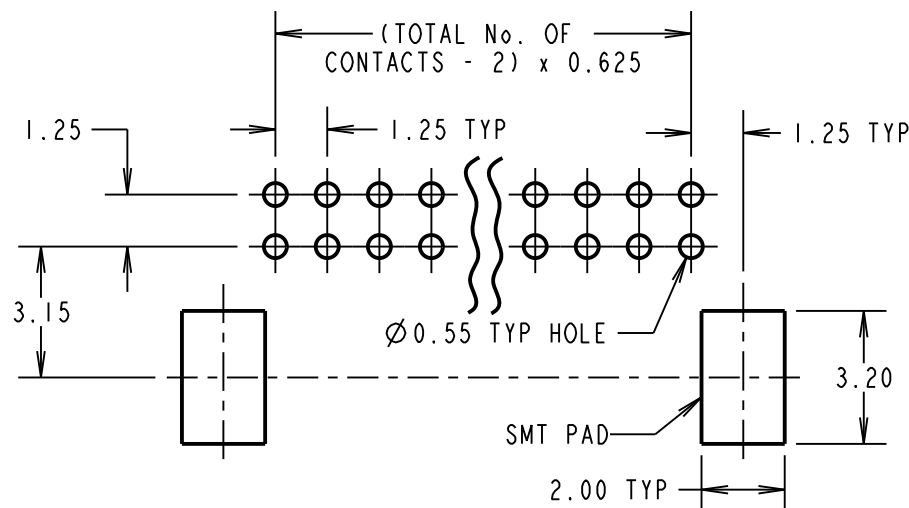 (TOTAL No. OF
CONTACTS - 2) x 0.625
1.25
1.25 TYP
1.25 TYP
3.15
Ø0.55 TYP HOLE
3.20
SMT PAD
2.00 TYP